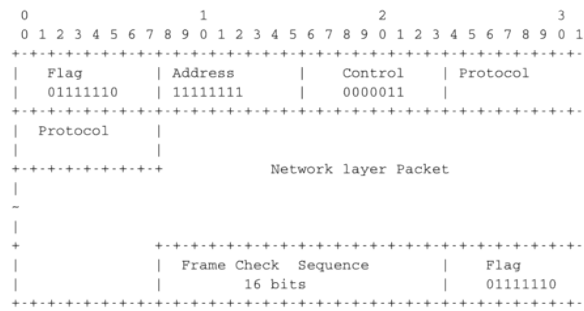 0 1 2 3
0 1 2 3 4 5 6 7 8 9 0 1 2 3 4 5 6 7 8 9 0 1 2 3 4 5 6 7 8 9 0 1
+-+-+-+-+-+-+-+-+-+-+-+-+-+-+-+-+-+-+-+-+-+-+-+-+-+-+-+-+-+-+-+-
| Flag | Address | Control | Protocol
| 01111110 | 11111111 | 0000011 |
+-+-+-+-+-+-+-+-+-+-+-+-+-+-+-+-+-+-+-+-+-+-+-+-+-+-+-+-+-+-+-+-
| Protocol |
| |
+-+-+-+-+-+-+-+-+ Network layer Packet
|
~
|
+ +-+-+-+-+-+-+-+-+-+-+-+-+-+-+-+-+-+-+-+-+-+-+-+-
| | Frame Check Sequence | Flag
| | 16 bits | 01111110
+-+-+-+-+-+-+-+-+-+-+-+-+-+-+-+-+-+-+-+-+-+-+-+-+-+-+-+-+-+-+-+-